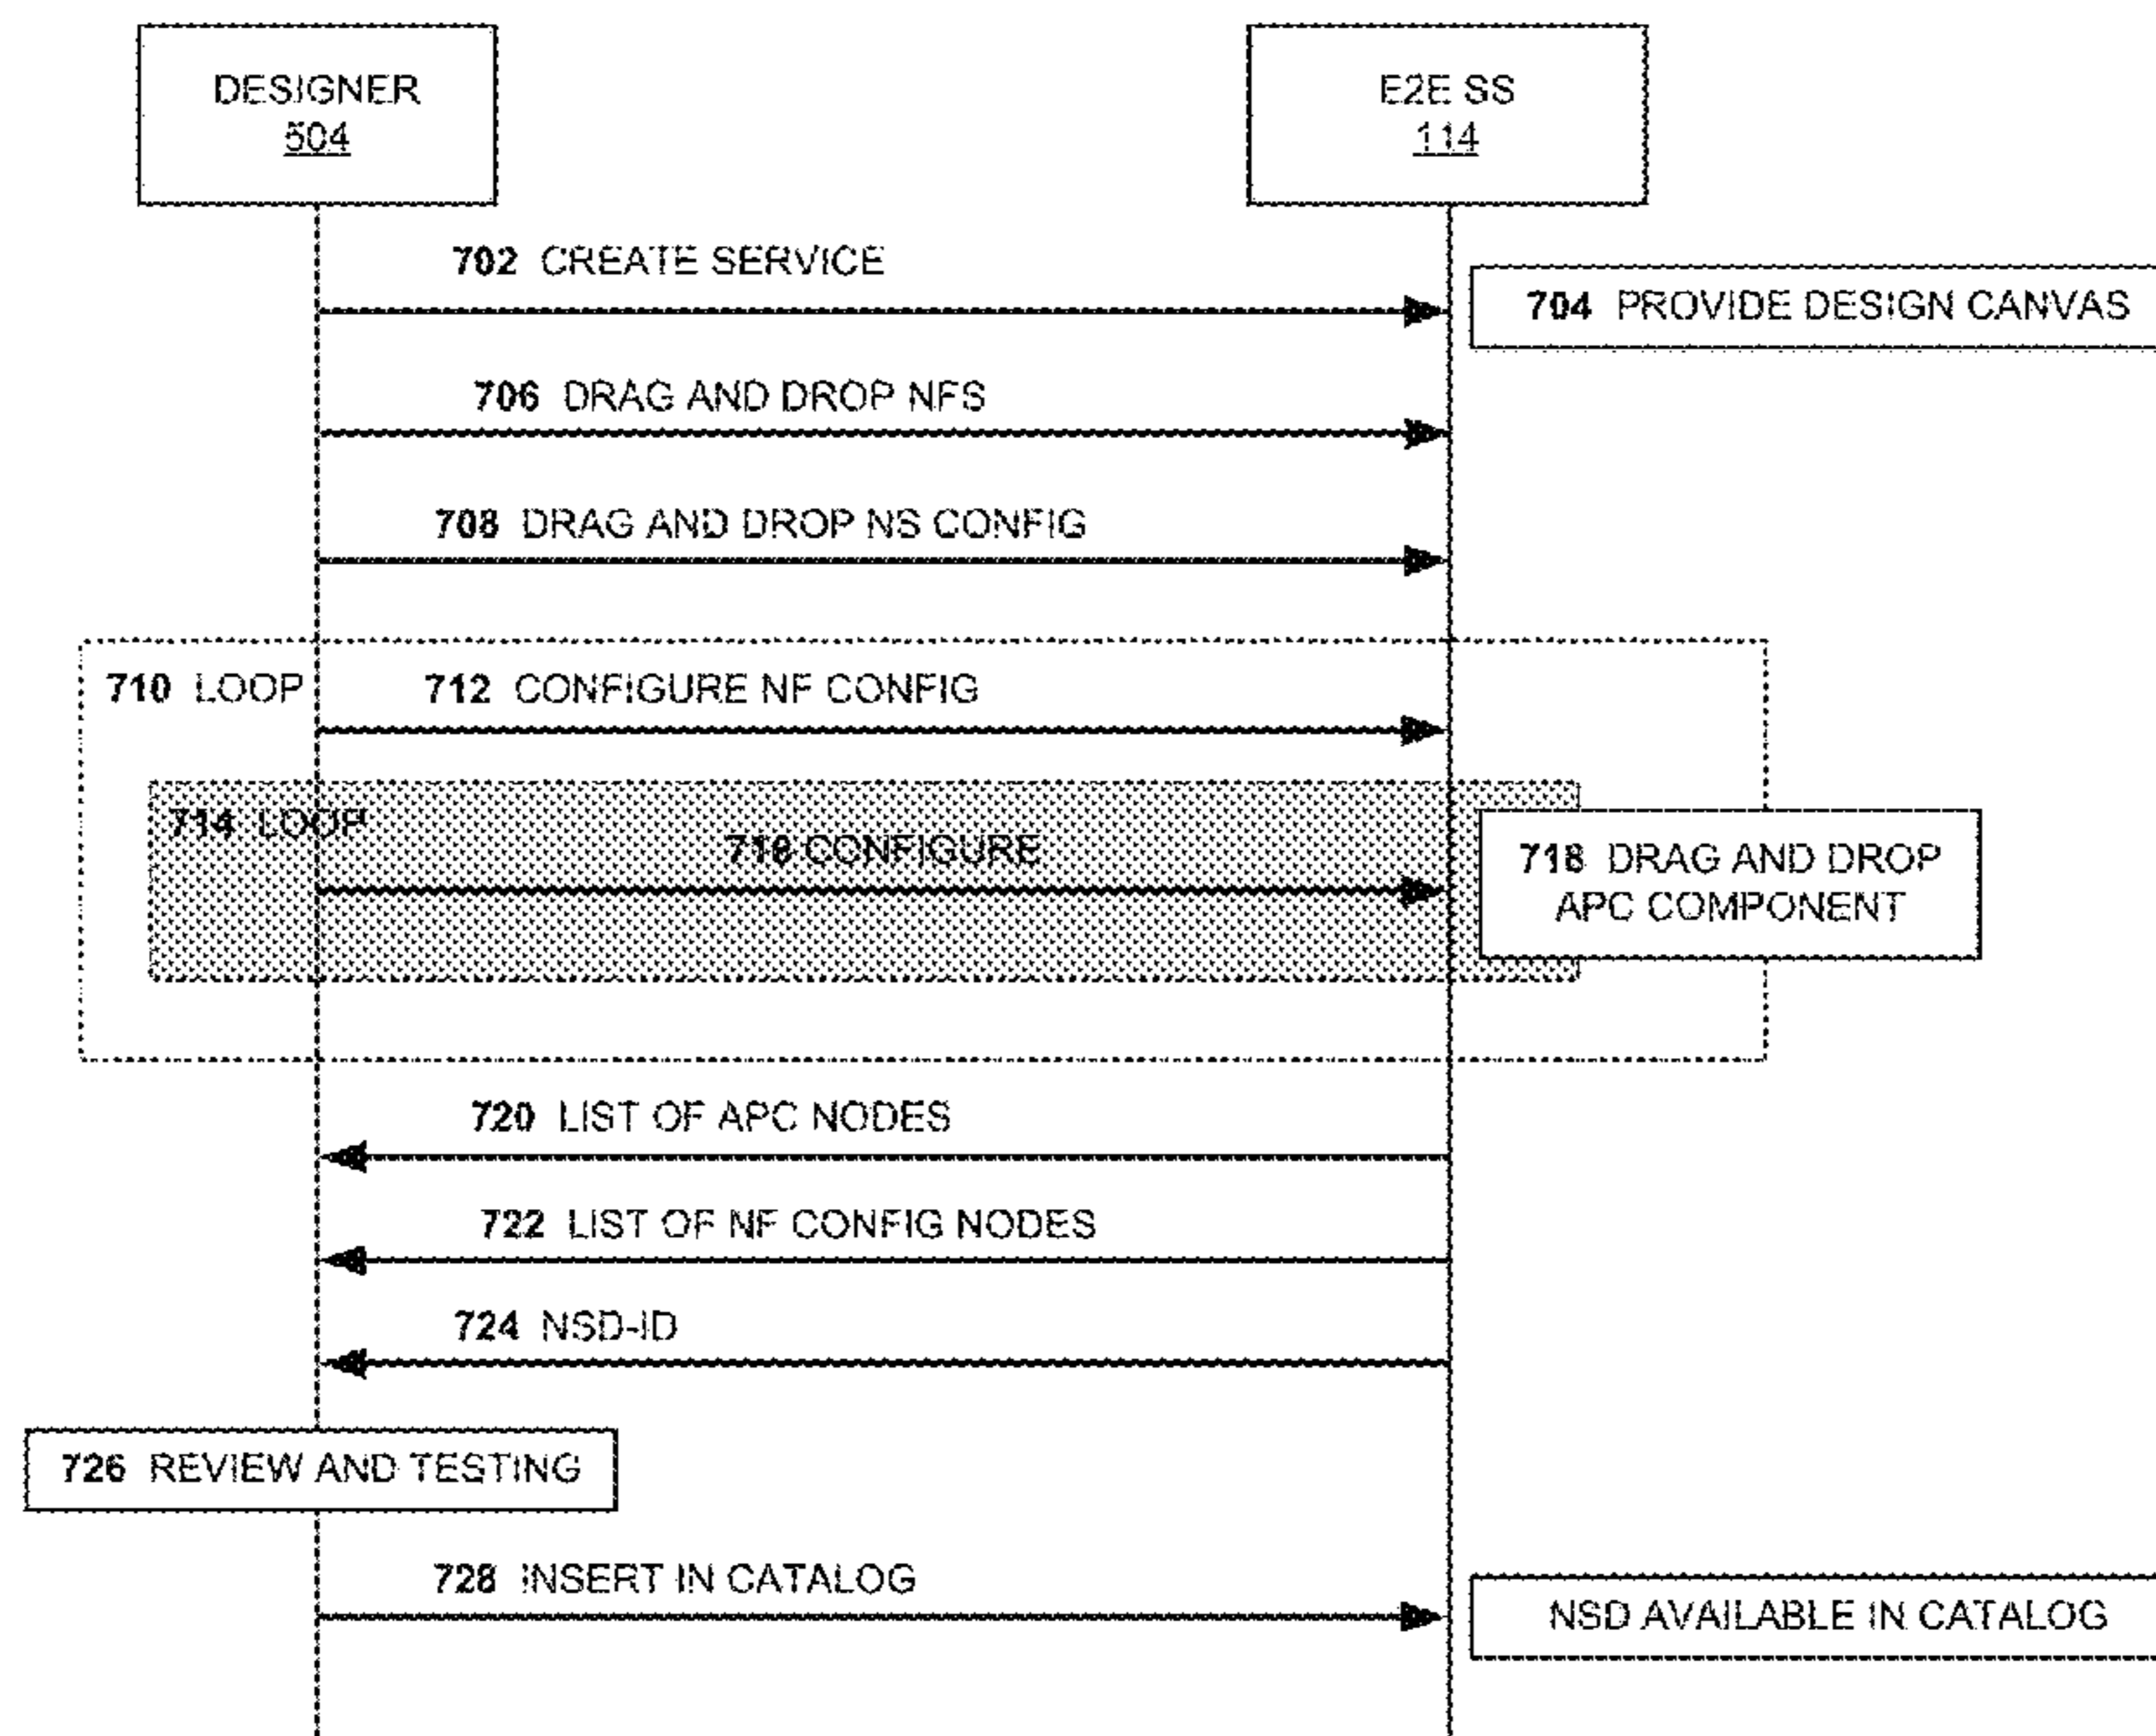 DESIGNER
504
E2E SS
114
702 CREATE SERVICE
704 PROVIDE DESIGN CANVAS
706 DRAG AND DROP NFS
708 DRAG AND DROP NS CONFIG
710 LOOP
712 CONFIGURE NF CONFIG
714 LOOP
716 CONFIGURE
718 DRAG AND DROP
APC COMPONENT
720 LIST OF APC NODES
722 LIST OF NF CONFIG NODES
724 NSD-ID
726 REVIEW AND TESTING
728 INSERT IN CATALOG
NSD AVAILABLE IN CATALOG